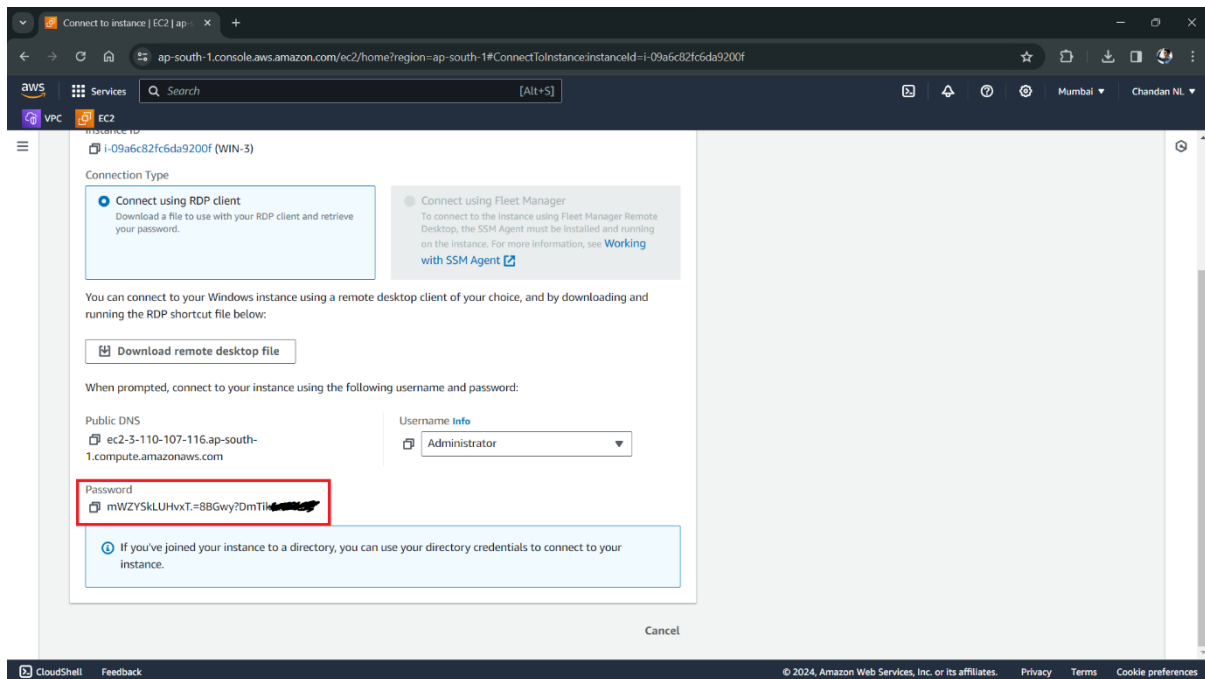 Connect to instance | EC2 | ap-s
ap-south-1.console.aws.amazon.com/ec2/home?region=ap-south-1#ConnectToInstance:instanceId=i-09a6c82fc6da9200f
aws Services Search [Alt+S] Mumbai Chandan NL
VPC EC2
Instance ID
i-09a6c82fc6da9200f (WIN-3)
Connection Type
Connect using RDP client
Download a file to use with your RDP client and retrieve
your password.
Connect using Fleet Manager
To connect to the instance using Fleet Manager Remote
Desktop, the SSM Agent must be installed and running
on the instance. For more information, see Working
with SSM Agent
You can connect to your Windows instance using a remote desktop client of your choice, and by downloading and
running the RDP shortcut file below:
Download remote desktop file
When prompted, connect to your instance using the following username and password:
Public DNS
ec2-3-110-107-116.ap-south-
1.compute.amazonaws.com
Username Info
Administrator
Password
mWZYSkLUHvxT.=8BGwy?DmTik
If you've joined your instance to a directory, you can use your directory credentials to connect to your
instance.
Cancel
CloudShell Feedback © 2024, Amazon Web Services, Inc. or its affiliates. Privacy Terms Cookie preferences